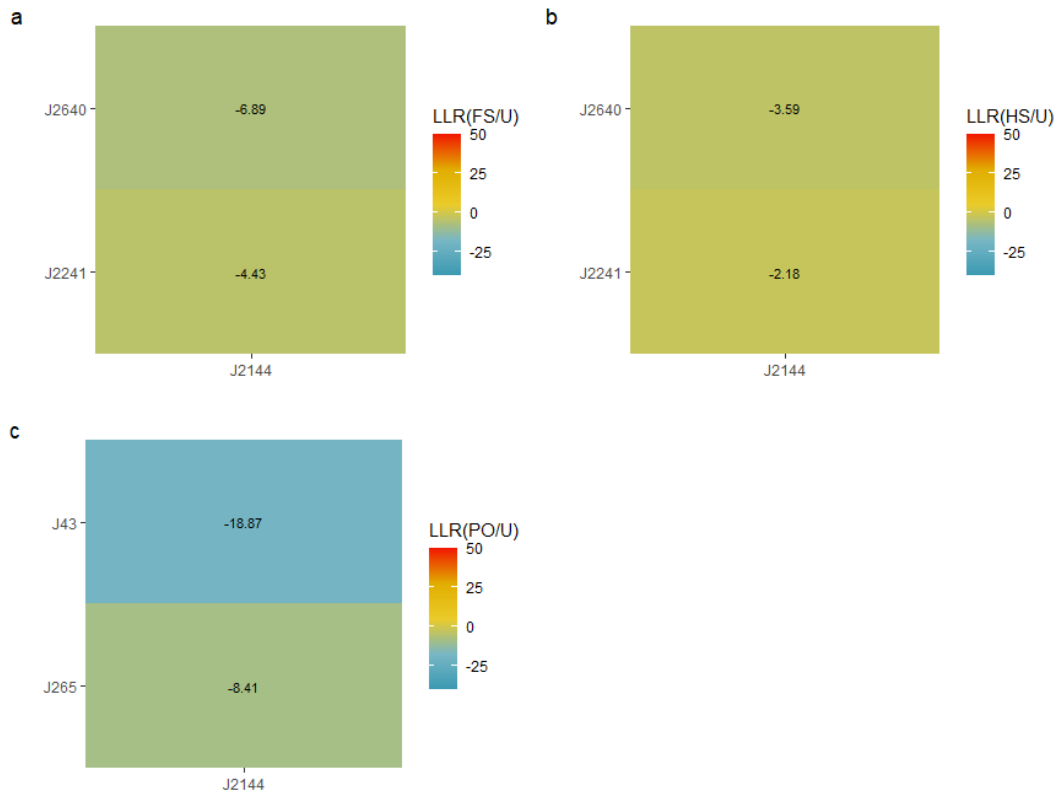 a
J2640
-6.89
J2241
-4.43
J2144
LLR(FS/U)
50
25
0
-25
b
J2640
-3.59
J2241
-2.18
J2144
LLR(HS/U)
50
25
0
-25
c
J43
-18.87
J265
-8.41
J2144
LLR(PO/U)
50
25
0
-25